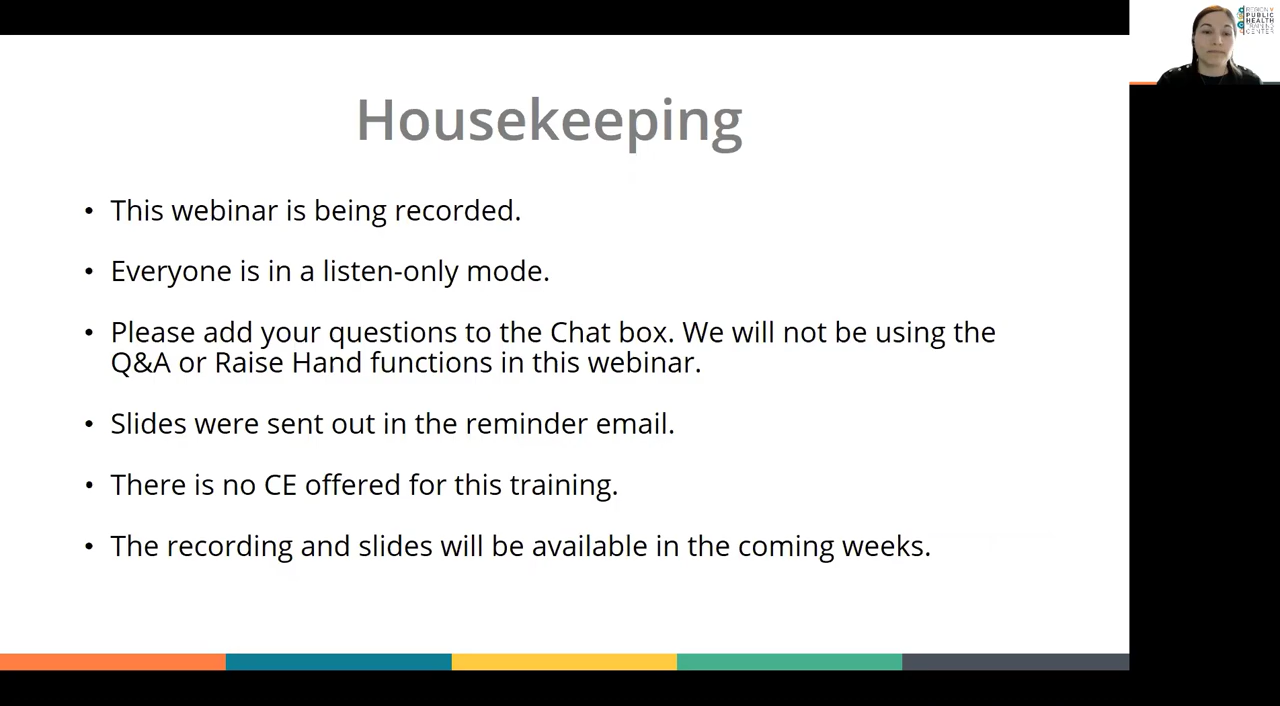 Housekeeping
• This webinar is being recorded.
• Everyone is in a listen-only mode.
• Please add your questions to the Chat box. We will not be using the
Q&A or Raise Hand functions in this webinar.
• Slides were sent out in the reminder email.
• There is no CE offered for this training.
• The recording and slides will be available in the coming weeks.
REGION V
PUBLIC
HEALTH
TRAINING
CENTER